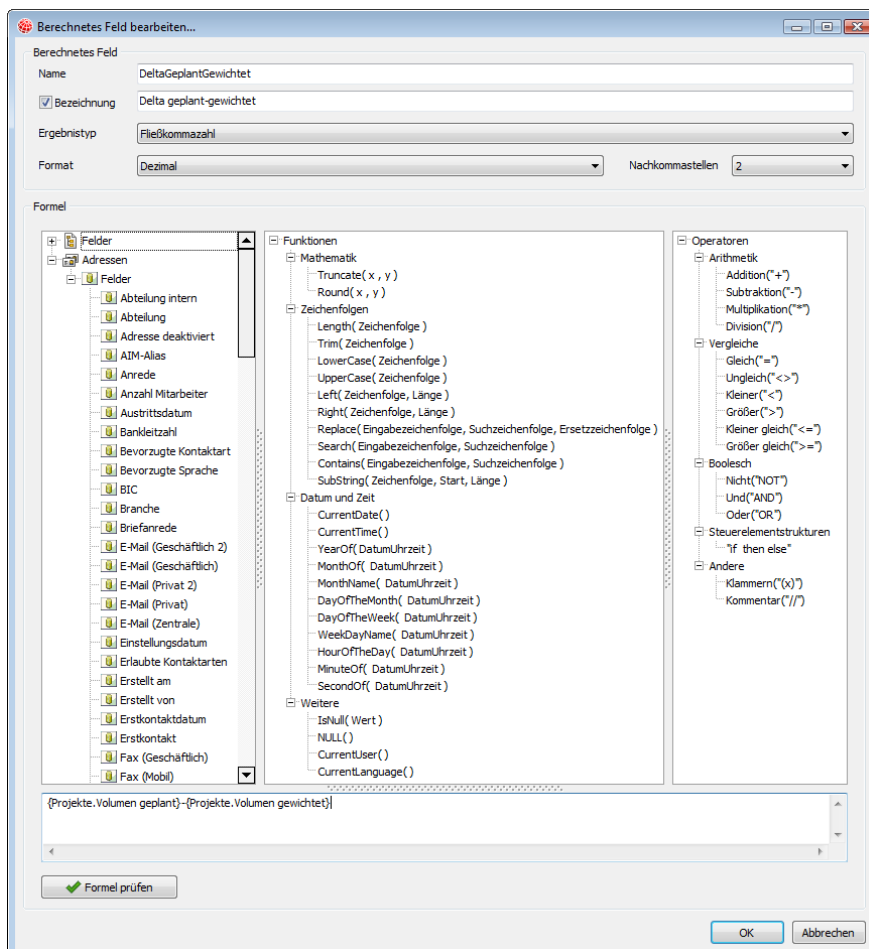 Berechnetes Feld bearbeiten...
Berechnetes Feld
Name
DeltaGeplantGewichtet
Bezeichnung
Delta geplant-gewichtet
Ergebnistyp
Fließkommazahl
Format
Dezimal
Nachkommastellen
2
Formel
Felder
Adressen
Felder
Abteilung intern
Abteilung
Adresse deaktiviert
AIM-Alias
Anrede
Anzahl Mitarbeiter
Austrittsdatum
Bankleitzahl
Bevorzugte Kontaktart
Bevorzugte Sprache
BIC
Branche
Briefanrede
E-Mail (Geschäftlich 2)
E-Mail (Geschäftlich)
E-Mail (Privat 2)
E-Mail (Privat)
E-Mail (Zentrale)
Einstellungsdatum
Erlaubte Kontaktarten
Erstellt am
Erstellt von
Erstkontaktdatum
Erstkontakt
Fax (Geschäftlich)
Fax (Mobil)
Funktionen
Mathematik
Truncate( x , y )
Round( x , y )
Zeichenfolgen
Length( Zeichenfolge )
Trim( Zeichenfolge )
LowerCase( Zeichenfolge )
UpperCase( Zeichenfolge )
Left( Zeichenfolge, Länge )
Right( Zeichenfolge, Länge )
Replace( Eingabezeichenfolge, Suchzeichenfolge, Ersetzzeichenfolge )
Search( Eingabezeichenfolge, Suchzeichenfolge )
Contains( Eingabezeichenfolge, Suchzeichenfolge )
SubString( Zeichenfolge, Start, Länge )
Datum und Zeit
CurrentDate( )
CurrentTime( )
YearOf( DatumUhrzeit )
MonthOf( DatumUhrzeit )
MonthName( DatumUhrzeit )
DayOfTheMonth( DatumUhrzeit )
DayOfTheWeek( DatumUhrzeit )
WeekDayName( DatumUhrzeit )
HourOfTheDay( DatumUhrzeit )
MinuteOf( DatumUhrzeit )
SecondOf( DatumUhrzeit )
Weitere
IsNull( Wert )
NULL( )
CurrentUser( )
CurrentLanguage( )
Operatoren
Arithmetik
Addition("+")
Subtraktion("-")
Multiplikation("*")
Division("/")
Vergleiche
Gleich("=")
Ungleich("<>")
Kleiner("<")
Größer(">")
Kleiner gleich("<=")
Größer gleich(">=")
Boolesch
Nicht("NOT")
Und("AND")
Oder("OR")
Steuerelementstrukturen
"if then else"
Andere
Klammern("(x)")
Kommentar("//")
{Projekte.Volumen geplant}-{Projekte.Volumen gewichtet}
Formel prüfen
OK
Abbrechen